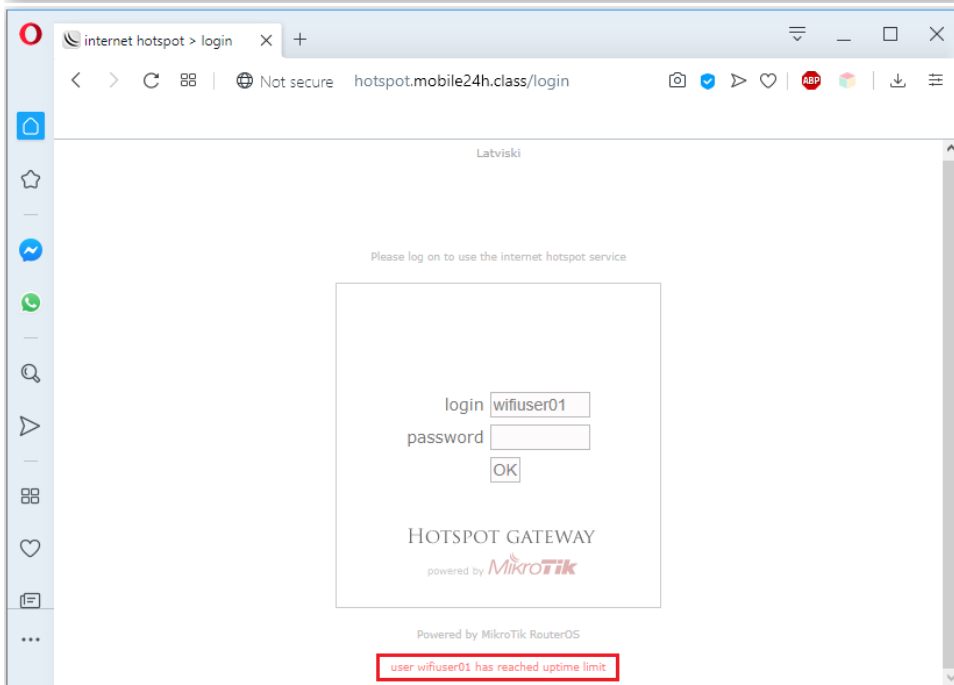 internet hotspot > login
Not secure hotspot.mobile24h.class/login
ABP
Latviski
Please log on to use the internet hotspot service
login wifiuser01
password
OK
HOTSPOT GATEWAY
powered by MikroTik
Powered by MikroTik RouterOS
user wifiuser01 has reached uptime limit